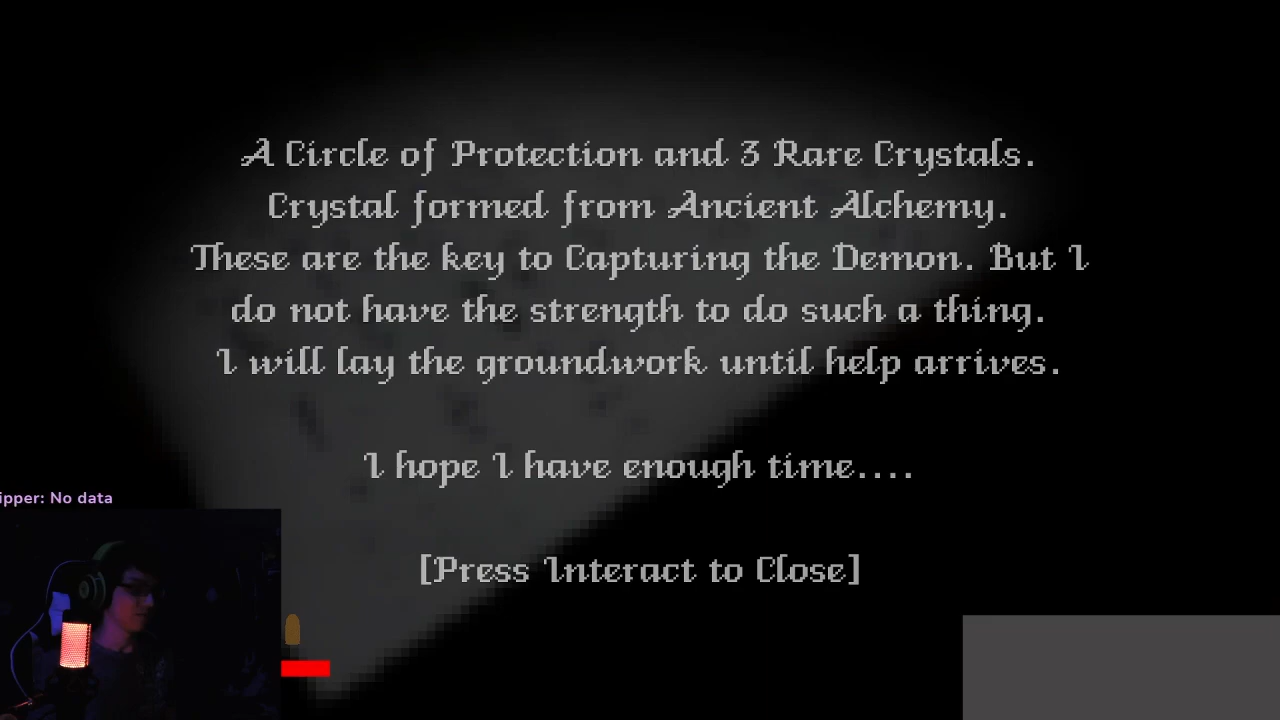 A Circle of Protection and 3 Rare Crystals.
Crystal formed from Ancient Alchemy.
These are the key to Capturing the Demon. But I
do not have the strength to do such a thing.
I will lay the groundwork until help arrives.
I hope I have enough time....
[Press Interact to Close]
ipper: No data